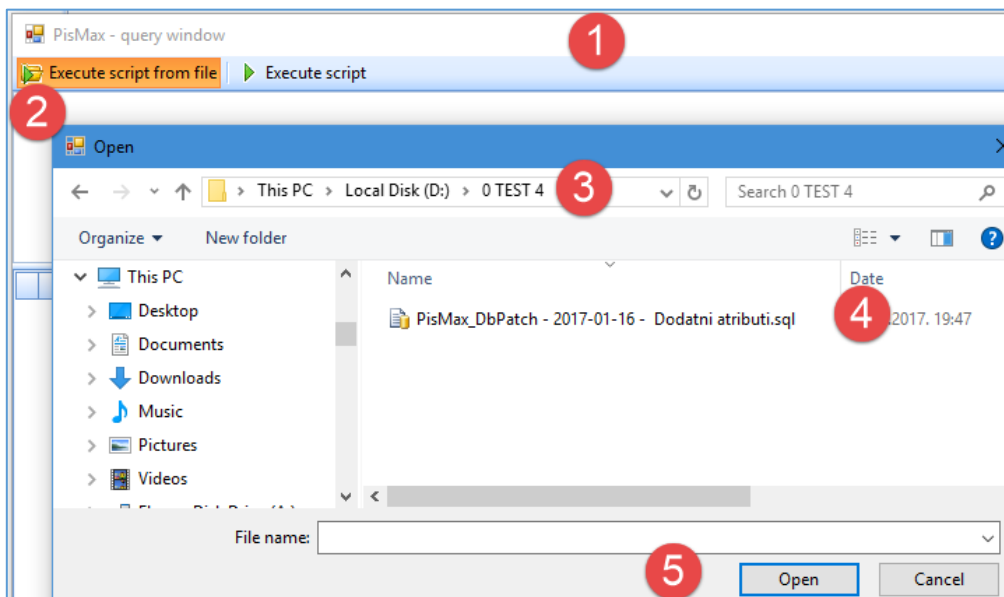 PisMax - query window
1
Execute script from file
Execute script
2
Open
This PC > Local Disk (D:) > 0 TEST 4
3
Search 0 TEST 4
Organize
New folder
?
This PC
Name
Date
Desktop
PisMax_DbPatch - 2017-01-16 - Dodatni atributi.sql
4
.2017. 19:47
Documents
Downloads
Music
Pictures
Videos
File name:
5
Open
Cancel